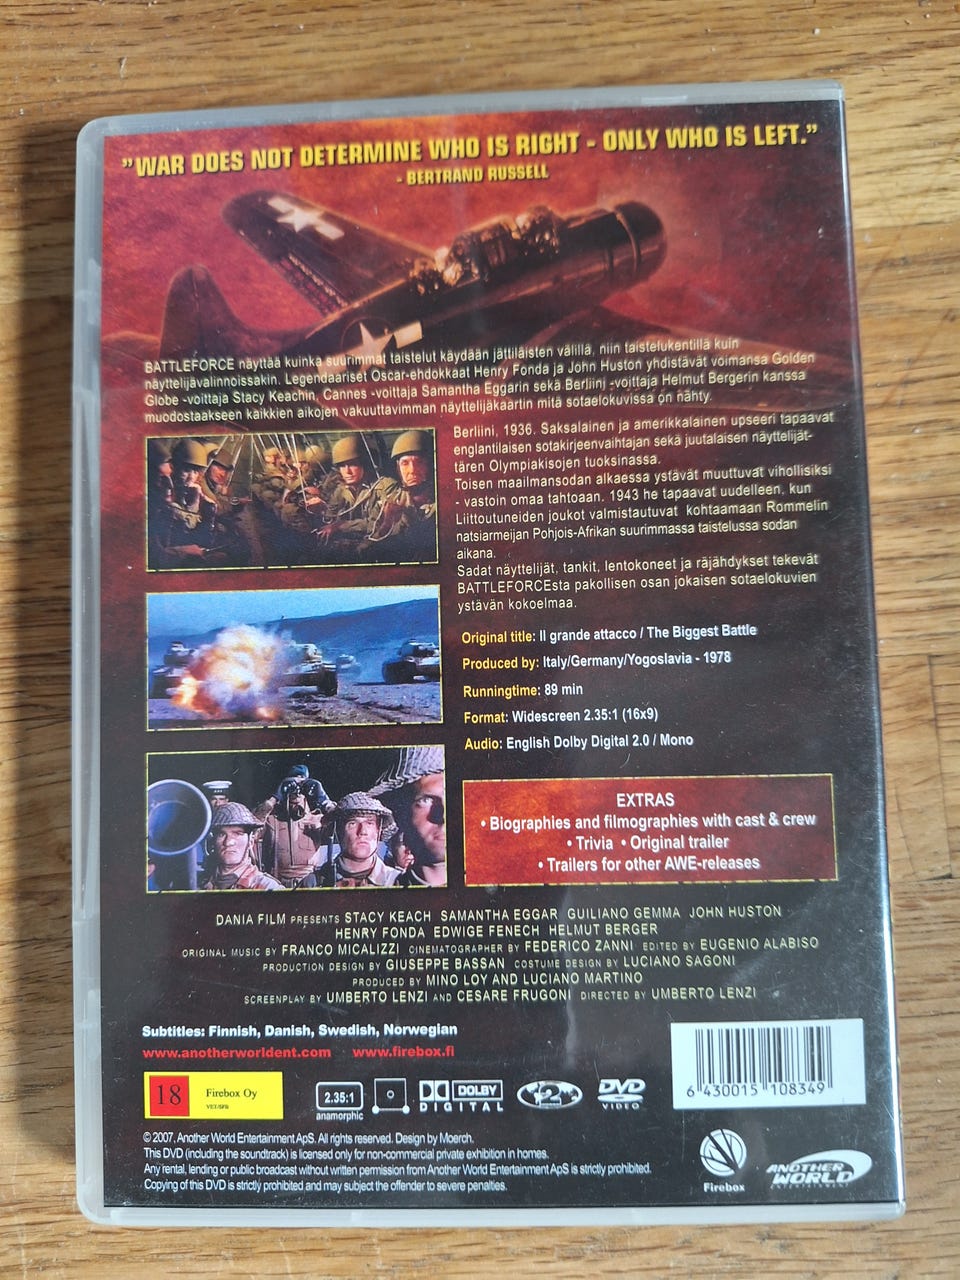 "WAR DOES NOT DETERMINE WHO IS RIGHT - ONLY WHO IS LEFT."
- BERTRAND RUSSELL
BATTLEFORCE näyttää kuinka suurimmat taistelut käydään jättiläisten välillä, niin taistelukentillä kuin
näyttelijävalinnoissakin. Legendaariset Oscar-ehdokkaat Henry Fonda ja John Huston yhdistävät voimansa Golden
Globe -voittaja Stacy Keachin, Cannes -voittaja Samantha Eggarin sekä Berliinj -voittaja Helmut Bergerin kanssa
muodostaakseen kaikkien aikojen vakuuttavimman näyttelijäkaartin mitä sotaelokuvissa on nähty.
Berliini, 1936. Saksalainen ja amerikkalainen upseeri tapaavat
englantilaisen sotakirjeenvaihtajan sekä juutalaisen näyttelijät-
tären Olympiakisojen tuoksinassa.
Toisen maailmansodan alkaessa ystävät muuttuvat vihollisiksi
- vastoin omaa tahtoaan. 1943 he tapaavat uudelleen, kun
Liittoutuneiden joukot valmistautuvat kohtaamaan Rommelin
natsiarmeijan Pohjois-Afrikan suurimmassa taistelussa sodan
aikana.
Sadat näyttelijät, tankit, lentokoneet ja räjähdykset tekevät
BATTLEFORCEsta pakollisen osan jokaisen sotaelokuvien
ystävän kokoelmaa.
Original title: Il grande attacco / The Biggest Battle
Produced by: Italy/Germany/Yogoslavia - 1978
Runningtime: 89 min
Format: Widescreen 2.35:1 (16x9)
Audio: English Dolby Digital 2.0 / Mono
EXTRAS
• Biographies and filmographies with cast & crew
• Trivia • Original trailer
• Trailers for other AWE-releases
DANIA FILM PRESENTS STACY KEACH SAMANTHA EGGAR GUILIANO GEMMA JOHN HUSTON
HENRY FONDA EDWIGE FENECH HELMUT BERGER
ORIGINAL MUSIC BY FRANCO MICALIZZI CINEMATOGRAPHER BY FEDERICO ZANNI EDITED BY EUGENIO ALABISO
PRODUCTION DESIGN BY GIUSEPPE BASSAN COSTUME DESIGN BY LUCIANO SAGONI
PRODUCED BY MINO LOY AND LUCIANO MARTINO
SCREENPLAY BY UMBERTO LENZI AND CESARE FRUGONI DIRECTED BY UMBERTO LENZI
Subtitles: Finnish, Danish, Swedish, Norwegian
www.anotherworldent.com www.firebox.fi
18 Firebox Oy
VET/SFB
2.35:1
anamorphic
DOLBY
DIGITAL
2
DVD
VIDEO
6 430015 108349
© 2007, Another World Entertainment ApS. All rights reserved. Design by Moerch.
This DVD (including the soundtrack) is licensed only for non-commercial private exhibition in homes.
Any rental, lending or public broadcast without written permission from Another World Entertainment ApS is strictly prohibited.
Copying of this DVD is strictly prohibited and may subject the offender to severe penalties.
Firebox
ANOTHER
WORLD
ENTERTAINMENT